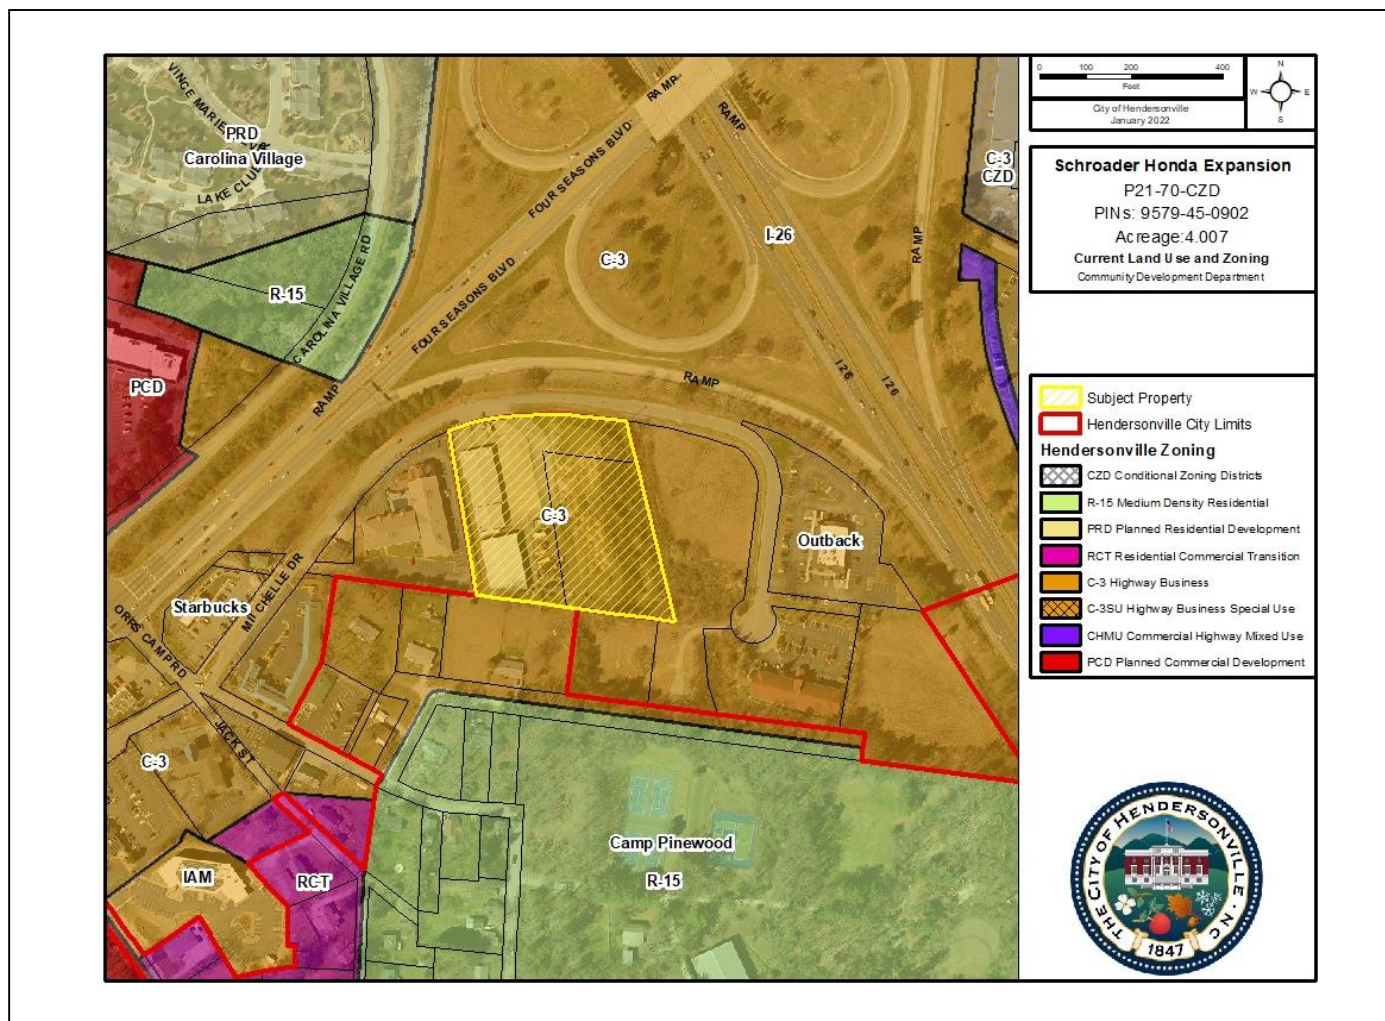 VINCE MARIE
PRD
Carolina Village
LAKE CLUB
R-15
CAROLINA VILLAGE RD
PCD
RAMP
FOUR SEASONS BLVD
FOUR SEASONS BLVD
RAMP
RAMP
C-3
I-26
RAMP
I 26
I 26
C-3
CZD
RAMP
RAMP
C-3
Outback
MITCHELLE DR
Starbucks
ORRS CAMP RD
JACK ST
C-3
IAM
RCT
Camp Pinewood
R-15
0 100 200 400
Feet
City of Hendersonville
January 2022
N
W E
S
Schroader Honda Expansion
P21-70-CZD
PINs: 9579-45-0902
Acreage:4.007
Current Land Use and Zoning
Community Development Department
Subject Property
Hendersonville City Limits
Hendersonville Zoning
CZD Conditional Zoning Districts
R-15 Medium Density Residential
PRD Planned Residential Development
RCT Residential Commercial Transition
C-3 Highway Business
C-3SU Highway Business Special Use
CHMU Commercial Highway Mixed Use
PCD Planned Commercial Development
THE CITY OF HENDERSONVILLE · NC
1847